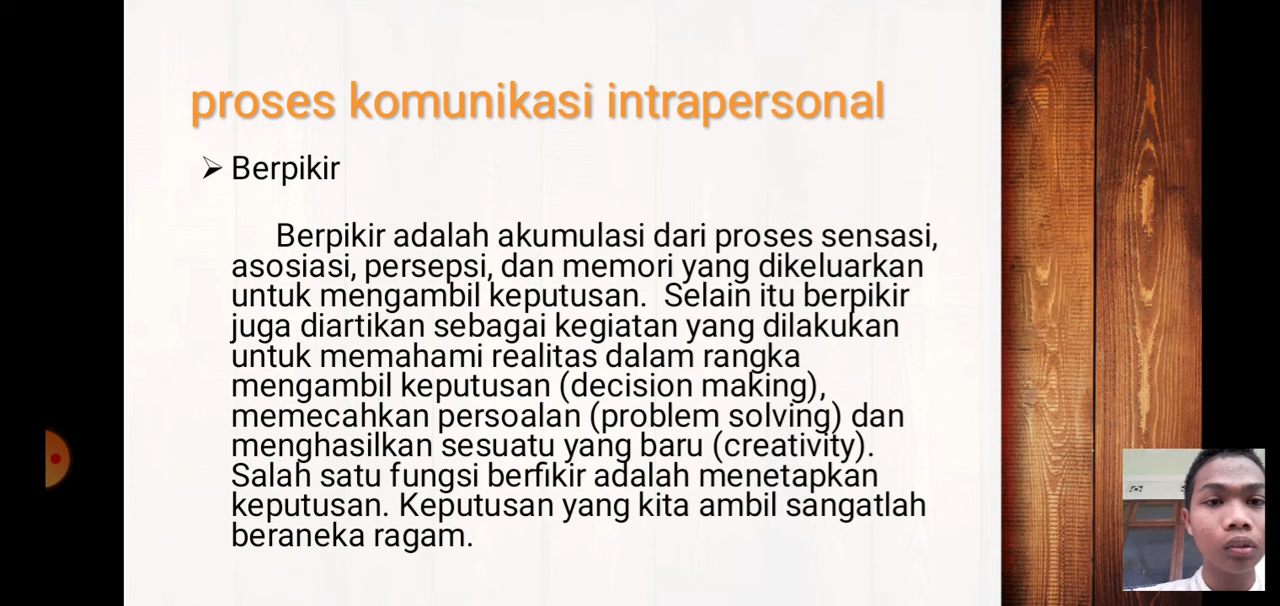 proses komunikasi intrapersonal
➢ Berpikir
Berpikir adalah akumulasi dari proses sensasi,
asosiasi, persepsi, dan memori yang dikeluarkan
untuk mengambil keputusan.  Selain itu berpikir
juga diartikan sebagai kegiatan yang dilakukan
untuk memahami realitas dalam rangka
mengambil keputusan (decision making),
memecahkan persoalan (problem solving) dan
menghasilkan sesuatu yang baru (creativity).
Salah satu fungsi berfikir adalah menetapkan
keputusan. Keputusan yang kita ambil sangatlah
beraneka ragam.